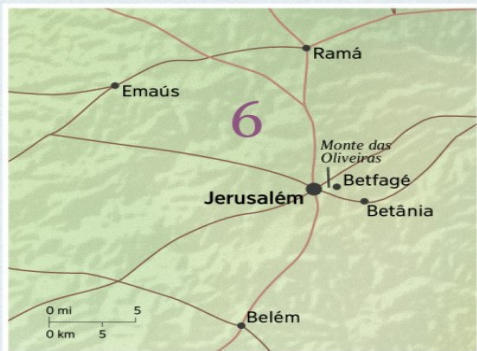 Ramá
Emaús
6
Monte das
Oliveiras
Betfagé
Jerusalém
Betânia
0 mi 5
0 km 5
Belém